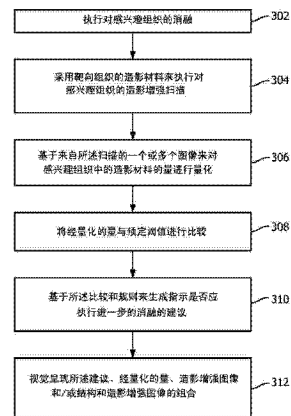 执行对感兴趣组织的消融
302
采用靶向组织的造影材料来执行对
感兴趣组织的造影增强扫描
304
基于来自所述扫描的一个或多个图像来对
感兴趣组织中的造影材料的量进行量化
306
将经量化的量与预定阈值进行比较
308
基于所述比较和规则来生成指示是否应
执行进一步的消融的建议
310
视觉呈现所述建议、经量化的量、造影增强图像
和/或结构和造影增强图像的组合
312